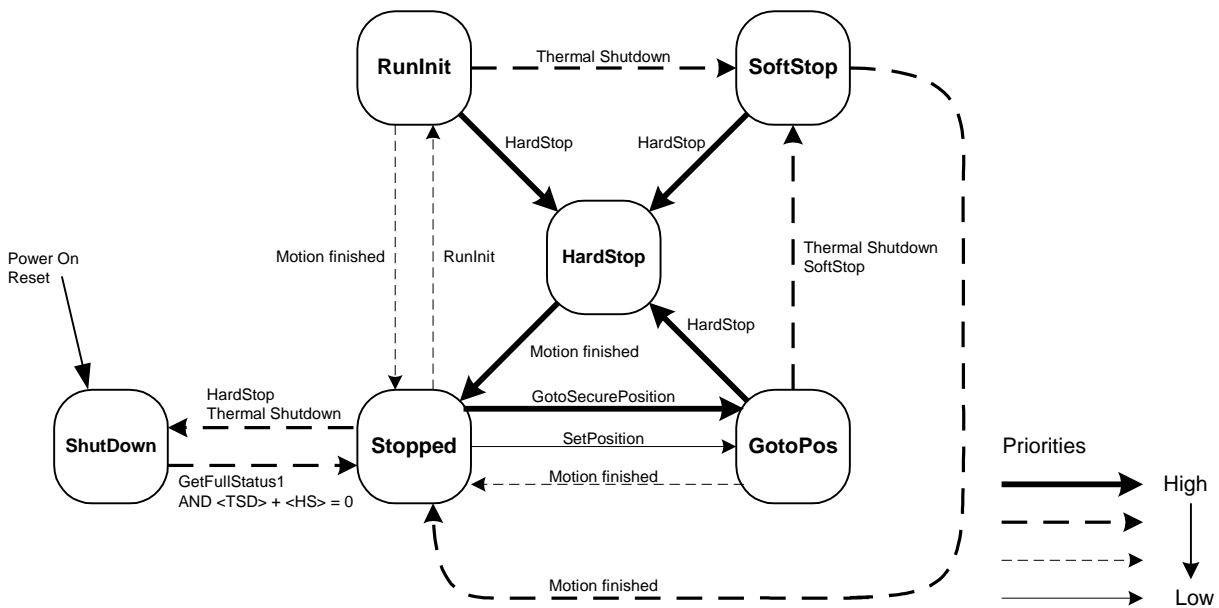 RunInit
Thermal Shutdown
SoftStop
HardStop
HardStop
Motion finished
RunInit
HardStop
Thermal Shutdown
SoftStop
Power On
Reset
HardStop
Motion finished
HardStop
Thermal Shutdown
GotoSecurePosition
ShutDown
Stopped
SetPosition
GotoPos
Motion finished
GetFullStatus1
AND <TSD> + <HS> = 0
Motion finished
Priorities
High
Low